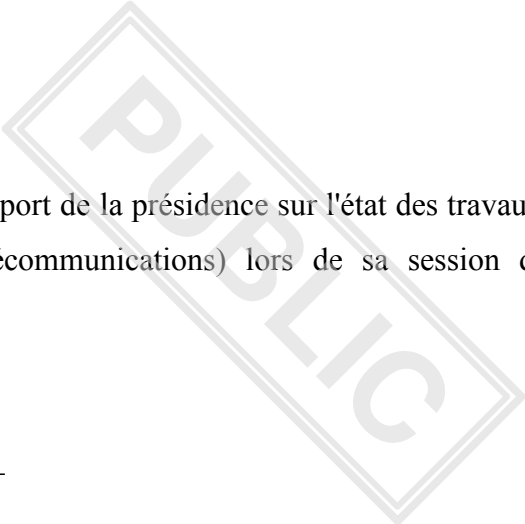 port de la présidence sur l'état des travau
écommunications) lors de sa session d
PUBLIC